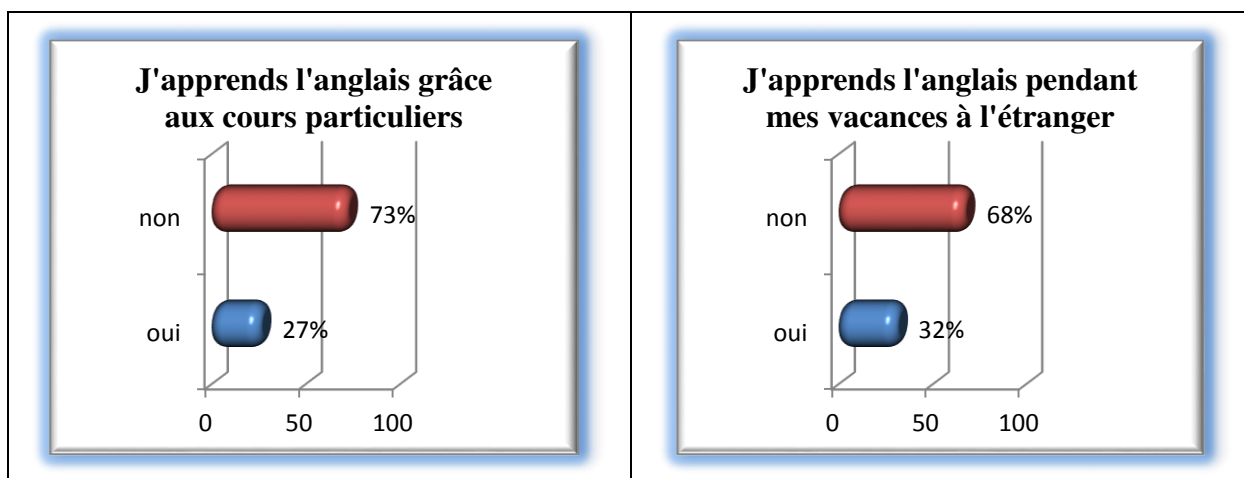 J'apprends l'anglais grâce
aux cours particuliers
non
73%
oui
27%
0 50 100
J'apprends l'anglais pendant
mes vacances à l'étranger
non
68%
oui
32%
0 50 100